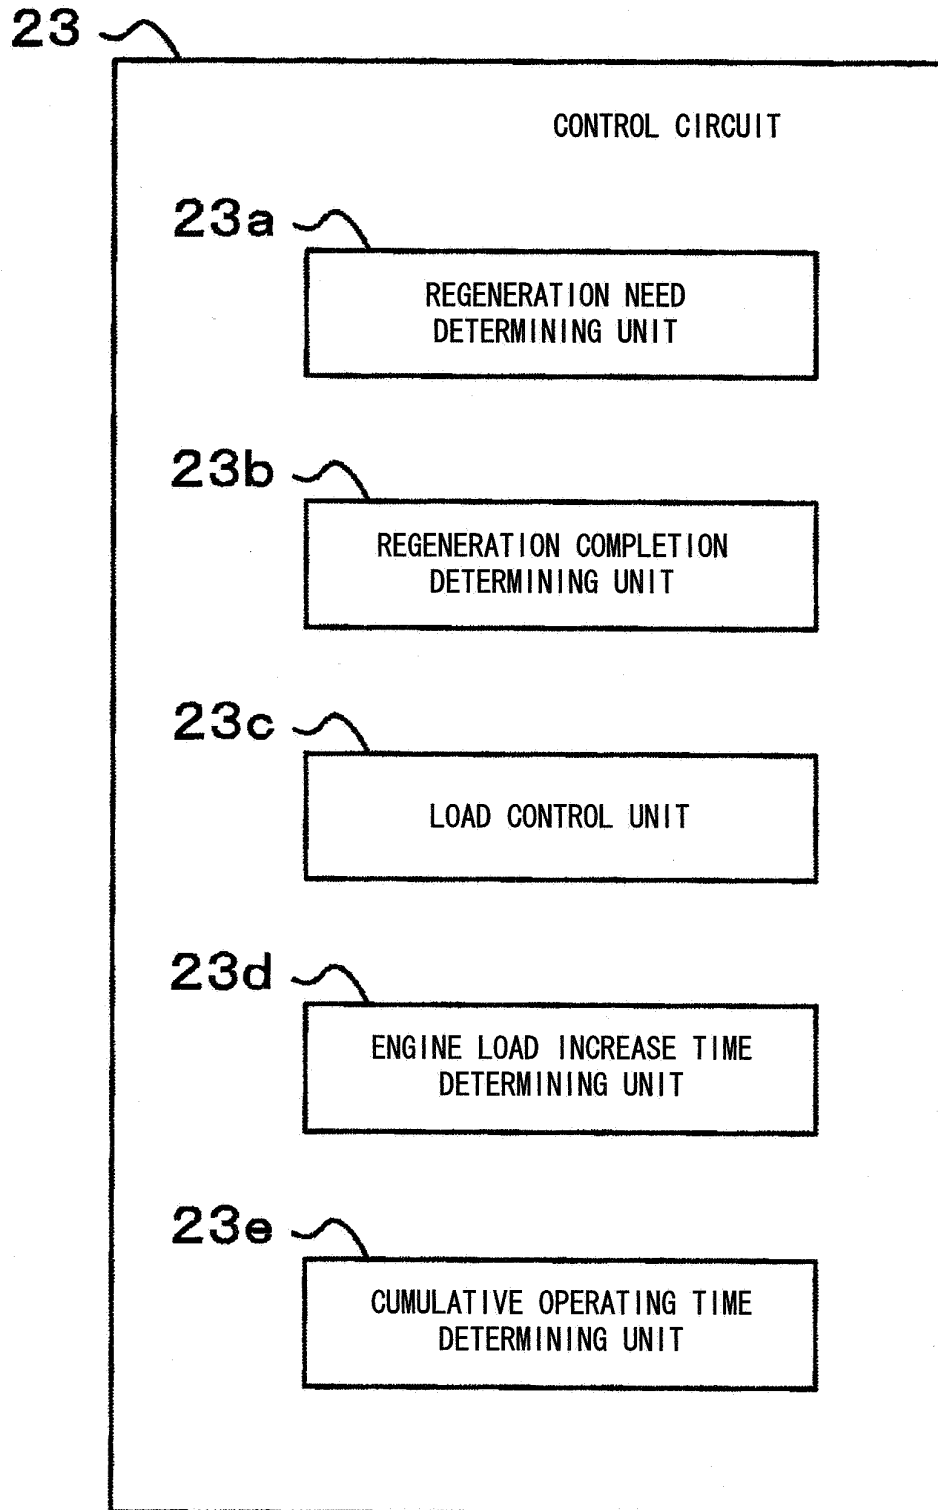 23
CONTROL CIRCUIT
23a
REGENERATION NEED
DETERMINING UNIT
23b
REGENERATION COMPLETION
DETERMINING UNIT
23c
LOAD CONTROL UNIT
23d
ENGINE LOAD INCREASE TIME
DETERMINING UNIT
23e
CUMULATIVE OPERATING TIME
DETERMINING UNIT